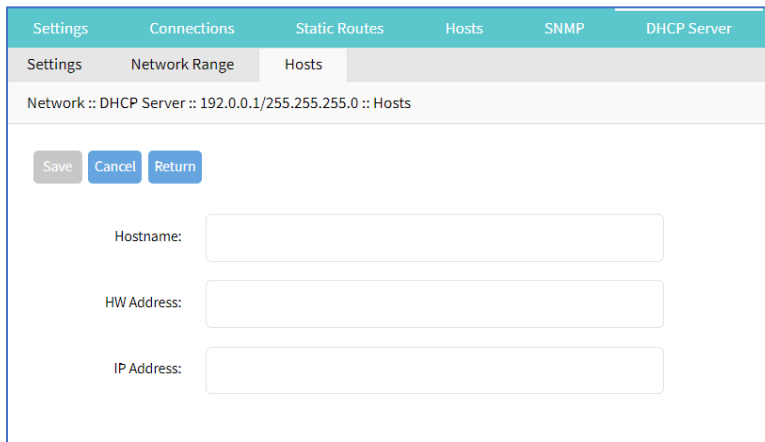 Settings Connections Static Routes Hosts SNMP DHCP Server
Settings Network Range Hosts
Network :: DHCP Server :: 192.0.0.1/255.255.255.0 :: Hosts
Save Cancel Return
Hostname:
HW Address:
IP Address: